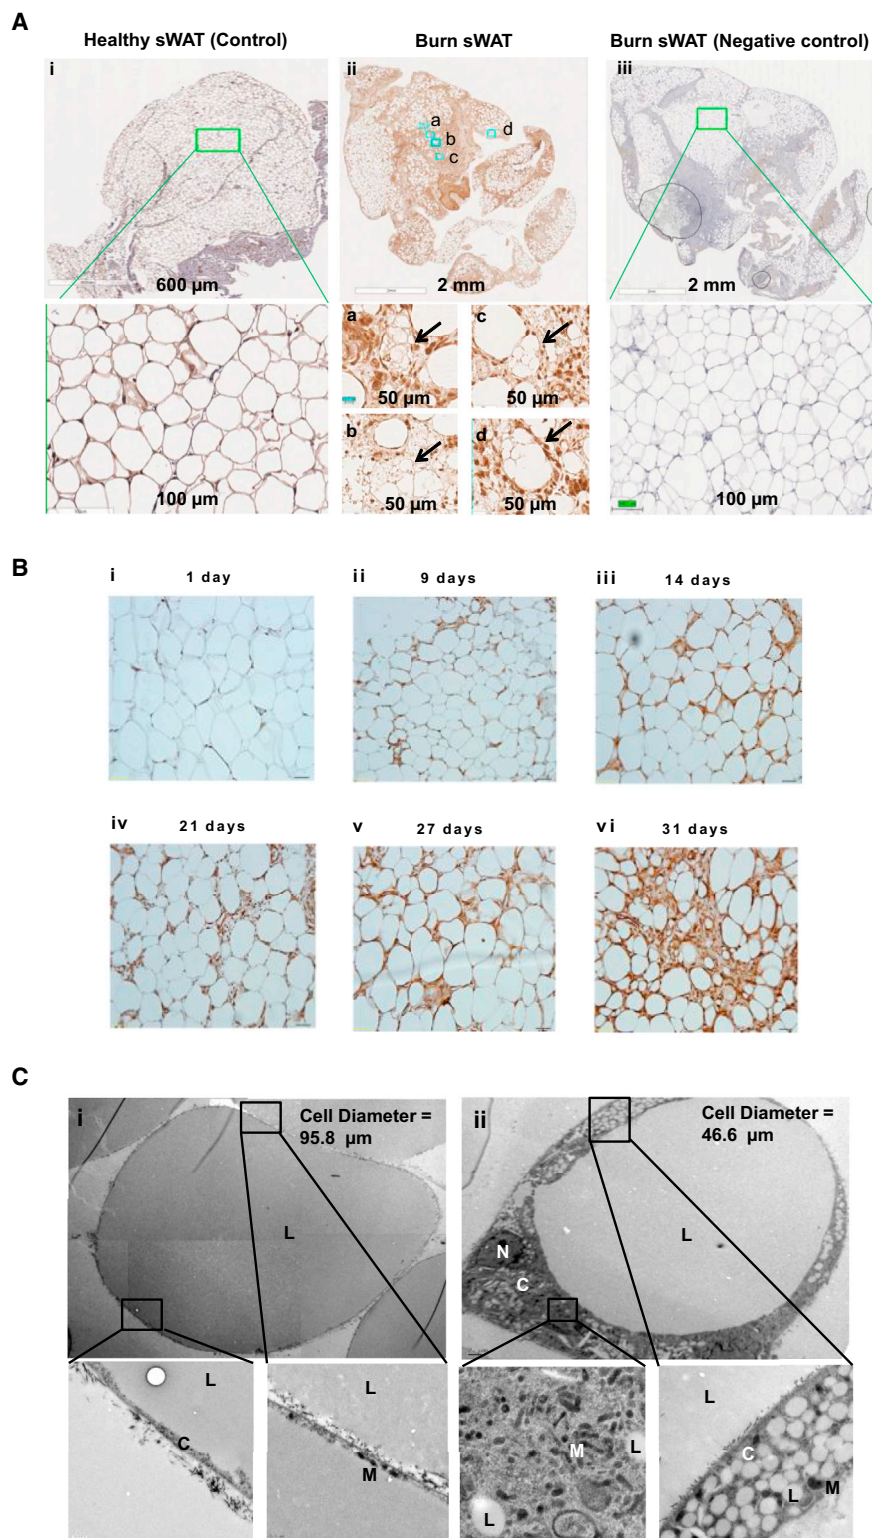 A
Healthy sWAT (Control)
Burn sWAT
Burn sWAT (Negative control)
i
ii
iii
a
b
c
d
600 µm
2 mm
2 mm
a
c
50 µm
50 µm
b
d
50 µm
50 µm
100 µm
100 µm
B
i
1 day
ii
9 days
iii
14 days
iv
21 days
v
27 days
vi
31 days
C
i
Cell Diameter =
95.8 µm
L
ii
Cell Diameter =
46.6 µm
L
N
C
L
C
L
M
M
L
L
L
C
L
M